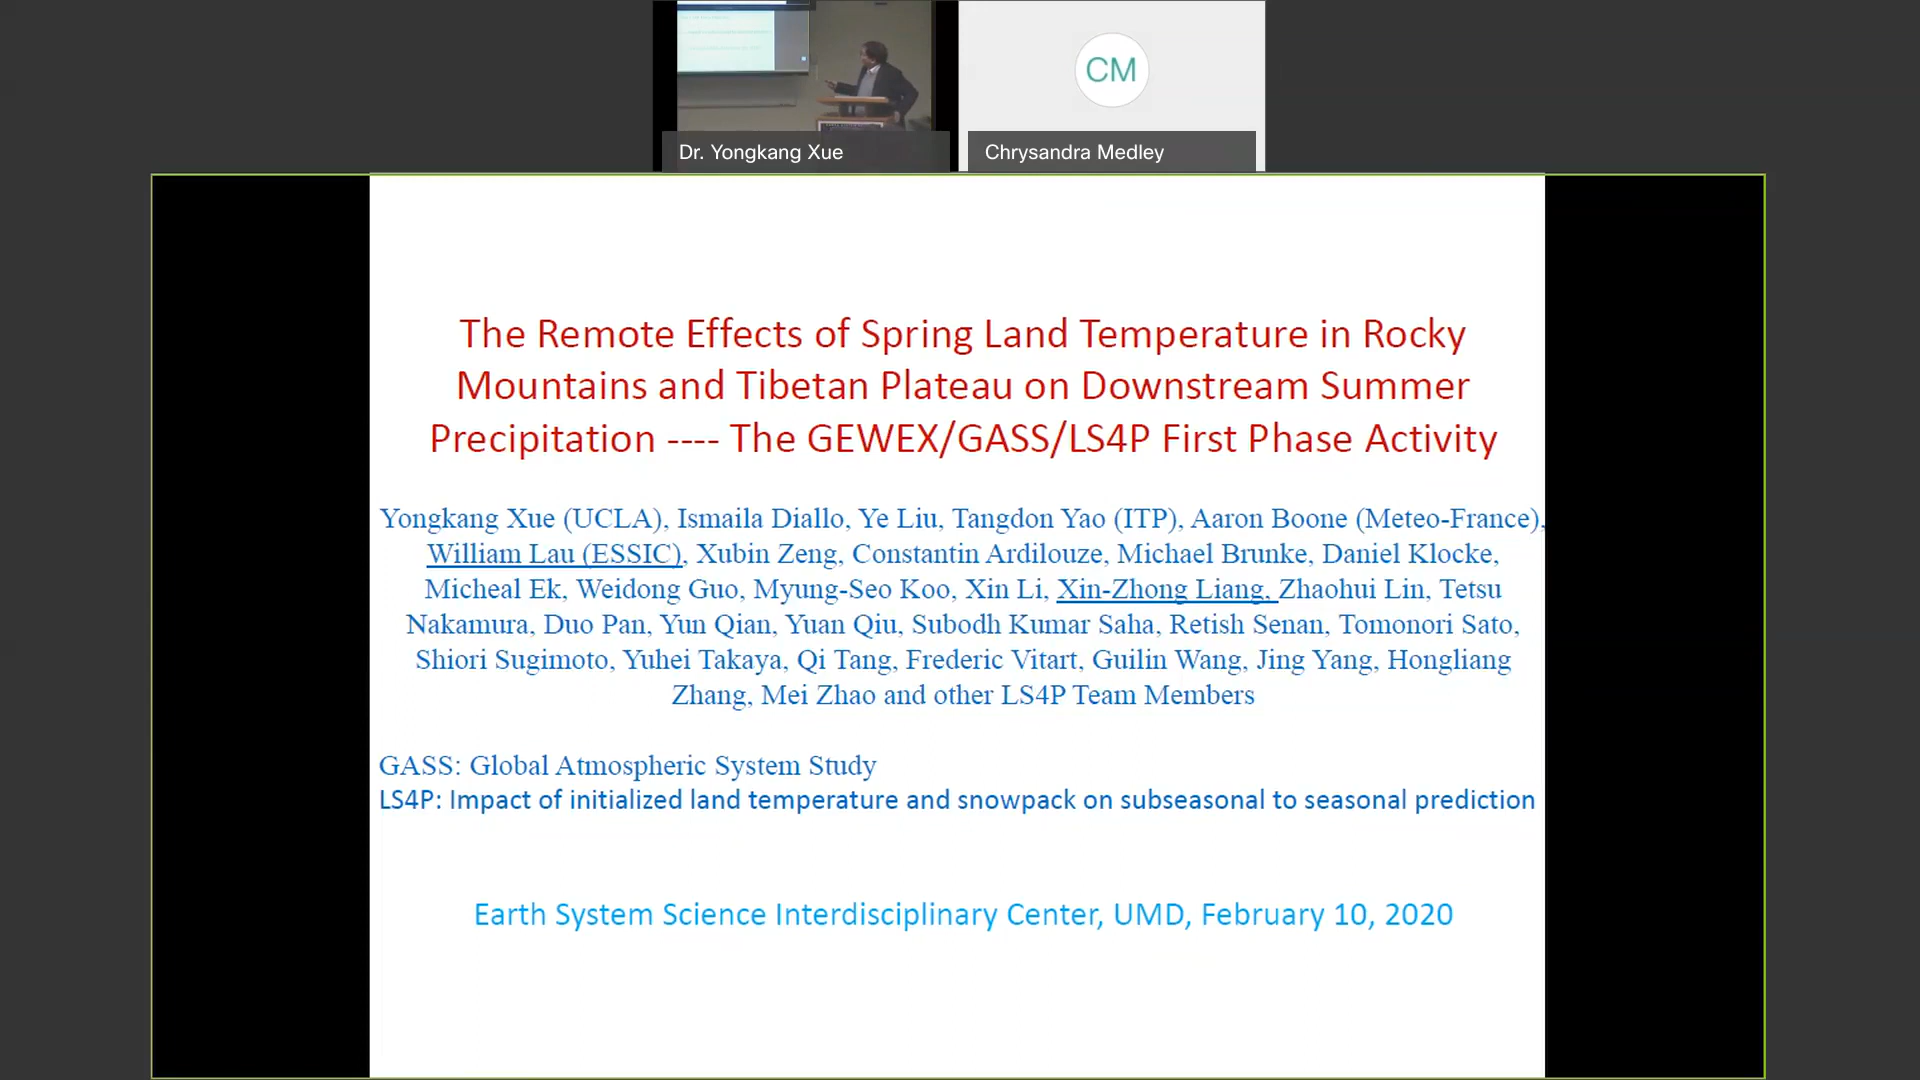 CM
Dr. Yongkang Xue
Chrysandra Medley
The Remote Effects of Spring Land Temperature in Rocky
Mountains and Tibetan Plateau on Downstream Summer
Precipitation ---- The GEWEX/GASS/LS4P First Phase Activity
Yongkang Xue (UCLA), Ismaila Diallo, Ye Liu, Tangdon Yao (ITP), Aaron Boone (Meteo-France),
William Lau (ESSIC), Xubin Zeng, Constantin Ardilouze, Michael Brunke, Daniel Klocke,
Micheal Ek, Weidong Guo, Myung-Seo Koo, Xin Li, Xin-Zhong Liang, Zhaohui Lin, Tetsu
Nakamura, Duo Pan, Yun Qian, Yuan Qiu, Subodh Kumar Saha, Retish Senan, Tomonori Sato,
Shiori Sugimoto, Yuhei Takaya, Qi Tang, Frederic Vitart, Guilin Wang, Jing Yang, Hongliang
Zhang, Mei Zhao and other LS4P Team Members
GASS: Global Atmospheric System Study
LS4P: Impact of initialized land temperature and snowpack on subseasonal to seasonal prediction
Earth System Science Interdisciplinary Center, UMD, February 10, 2020